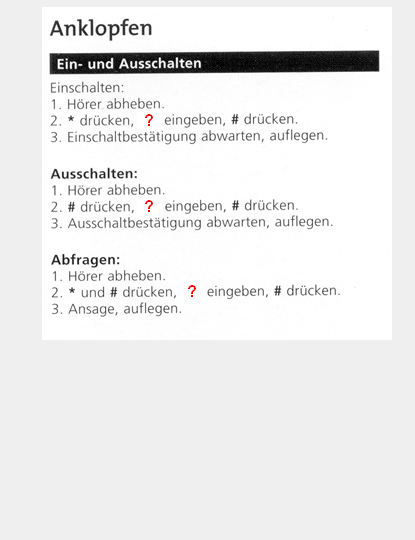 Anklopfen
Ein- und Ausschalten
Einschalten:
1. Hörer abheben.
2. * drücken, ? eingeben, # drücken.
3. Einschaltbestätigung abwarten, auflegen.
Ausschalten:
1. Hörer abheben.
2. # drücken, ? eingeben, # drücken.
3. Ausschaltbestätigung abwarten, auflegen.
Abfragen:
1. Hörer abheben.
2. * und # drücken, ? eingeben, # drücken.
3. Ansage, auflegen.